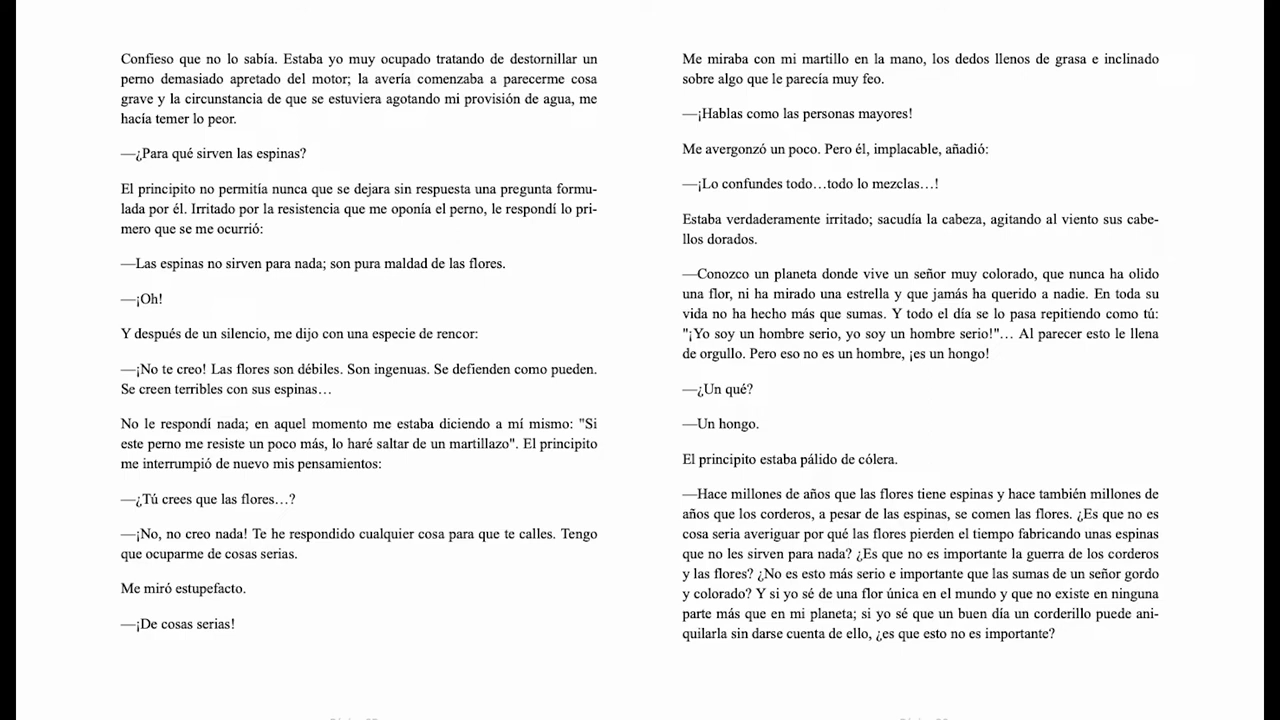 Confieso que no lo sabía. Estaba yo muy ocupado tratando de destornillar un
perno demasiado apretado del motor; la avería comenzaba a parecerme cosa
grave y la circunstancia de que se estuviera agotando mi provisión de agua, me
hacía temer lo peor.
—¿Para qué sirven las espinas?
El principito no permitía nunca que se dejara sin respuesta una pregunta formu-
lada por él. Irritado por la resistencia que me oponía el perno, le respondí lo pri-
mero que se me ocurrió:
—Las espinas no sirven para nada; son pura maldad de las flores.
—¡Oh!
Y después de un silencio, me dijo con una especie de rencor:
—¡No te creo! Las flores son débiles. Son ingenuas. Se defienden como pueden.
Se creen terribles con sus espinas…
No le respondí nada; en aquel momento me estaba diciendo a mí mismo: "Si
este perno me resiste un poco más, lo haré saltar de un martillazo". El principito
me interrumpió de nuevo mis pensamientos:
—¿Tú crees que las flores…?
—¡No, no creo nada! Te he respondido cualquier cosa para que te calles. Tengo
que ocuparme de cosas serias.
Me miró estupefacto.
—¡De cosas serias!
Me miraba con mi martillo en la mano, los dedos llenos de grasa e inclinado
sobre algo que le parecía muy feo.
—¡Hablas como las personas mayores!
Me avergonzó un poco. Pero él, implacable, añadió:
—¡Lo confundes todo…todo lo mezclas…!
Estaba verdaderamente irritado; sacudía la cabeza, agitando al viento sus cabe-
llos dorados.
—Conozco un planeta donde vive un señor muy colorado, que nunca ha olido
una flor, ni ha mirado una estrella y que jamás ha querido a nadie. En toda su
vida no ha hecho más que sumas. Y todo el día se lo pasa repitiendo como tú:
"¡Yo soy un hombre serio, yo soy un hombre serio!"… Al parecer esto le llena
de orgullo. Pero eso no es un hombre, ¡es un hongo!
—¿Un qué?
—Un hongo.
El principito estaba pálido de cólera.
—Hace millones de años que las flores tiene espinas y hace también millones de
años que los corderos, a pesar de las espinas, se comen las flores. ¿Es que no es
cosa seria averiguar por qué las flores pierden el tiempo fabricando unas espinas
que no les sirven para nada? ¿Es que no es importante la guerra de los corderos
y las flores? ¿No es esto más serio e importante que las sumas de un señor gordo
y colorado? Y si yo sé de una flor única en el mundo y que no existe en ninguna
parte más que en mi planeta; si yo sé que un buen día un corderillo puede ani-
quilarla sin darse cuenta de ello, ¿es que esto no es importante?